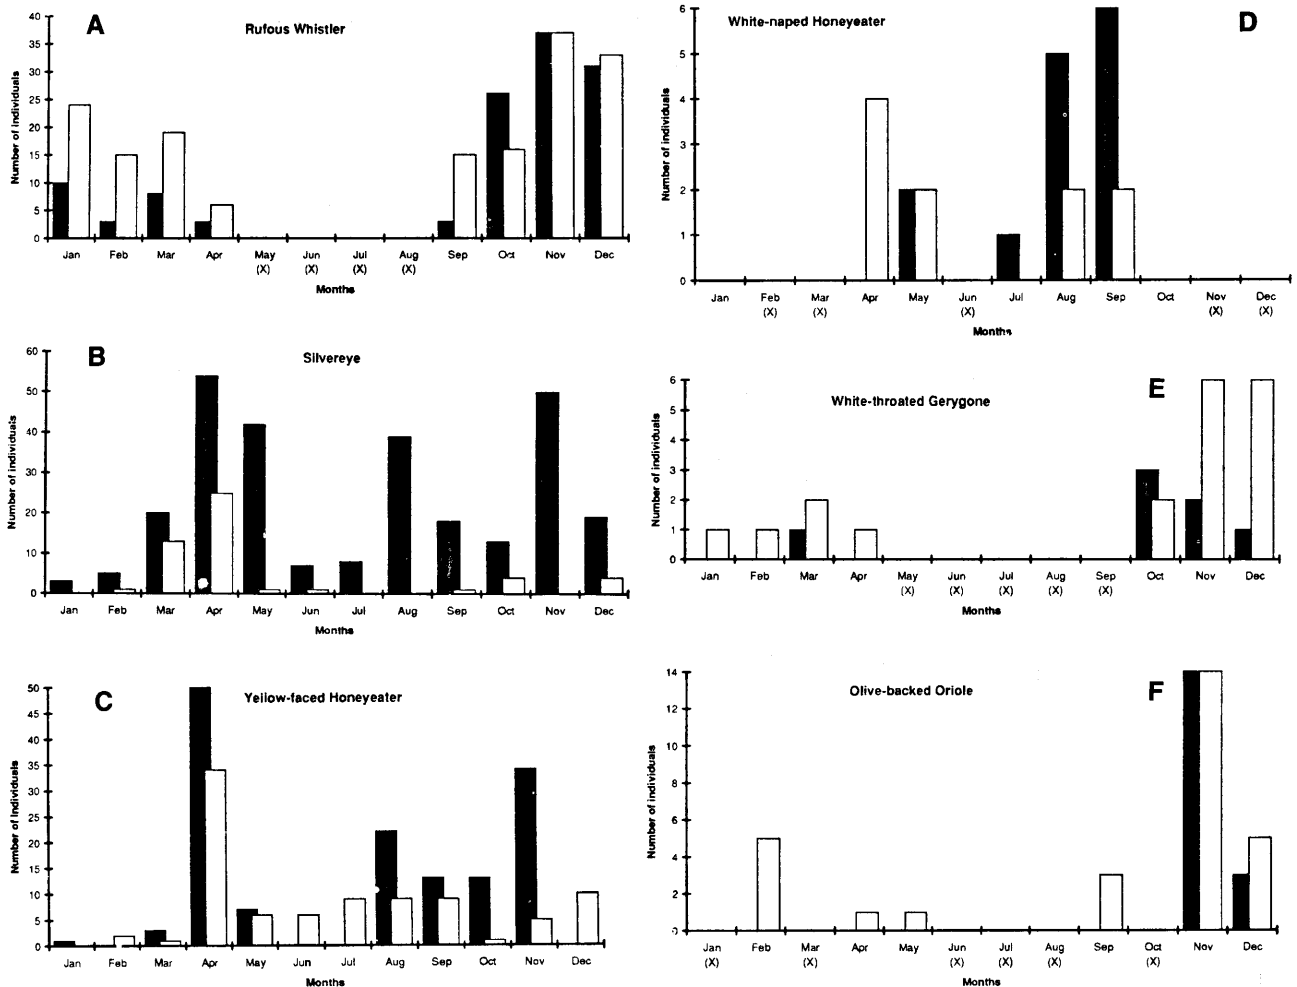 A
Rufous Whistler
Number of individuals
40
35
30
25
20
15
10
5
0
Jan Feb Mar Apr May Jun Jul Aug Sep Oct Nov Dec
(X) (X) (X) (X)
Months
B
Silvereye
Number of individuals
60
50
40
30
20
10
0
Jan Feb Mar Apr May Jun Jul Aug Sep Oct Nov Dec
Months
C
Yellow-faced Honeyeater
Number of individuals
50
45
40
35
30
25
20
15
10
5
0
Jan Feb Mar Apr May Jun Jul Aug Sep Oct Nov Dec
Months
D
White-naped Honeyeater
Number of individuals
6
5
4
3
2
1
0
Jan Feb Mar Apr May Jun Jul Aug Sep Oct Nov Dec
(X) (X) (X) (X) (X)
Months
E
White-throated Gerygone
Number of individuals
6
5
4
3
2
1
0
Jan Feb Mar Apr May Jun Jul Aug Sep Oct Nov Dec
(X) (X) (X) (X) (X)
Months
F
Olive-backed Oriole
Number of individuals
14
12
10
8
6
4
2
0
Jan Feb Mar Apr May Jun Jul Aug Sep Oct Nov Dec
(X) (X) (X) (X) (X) (X)
Months